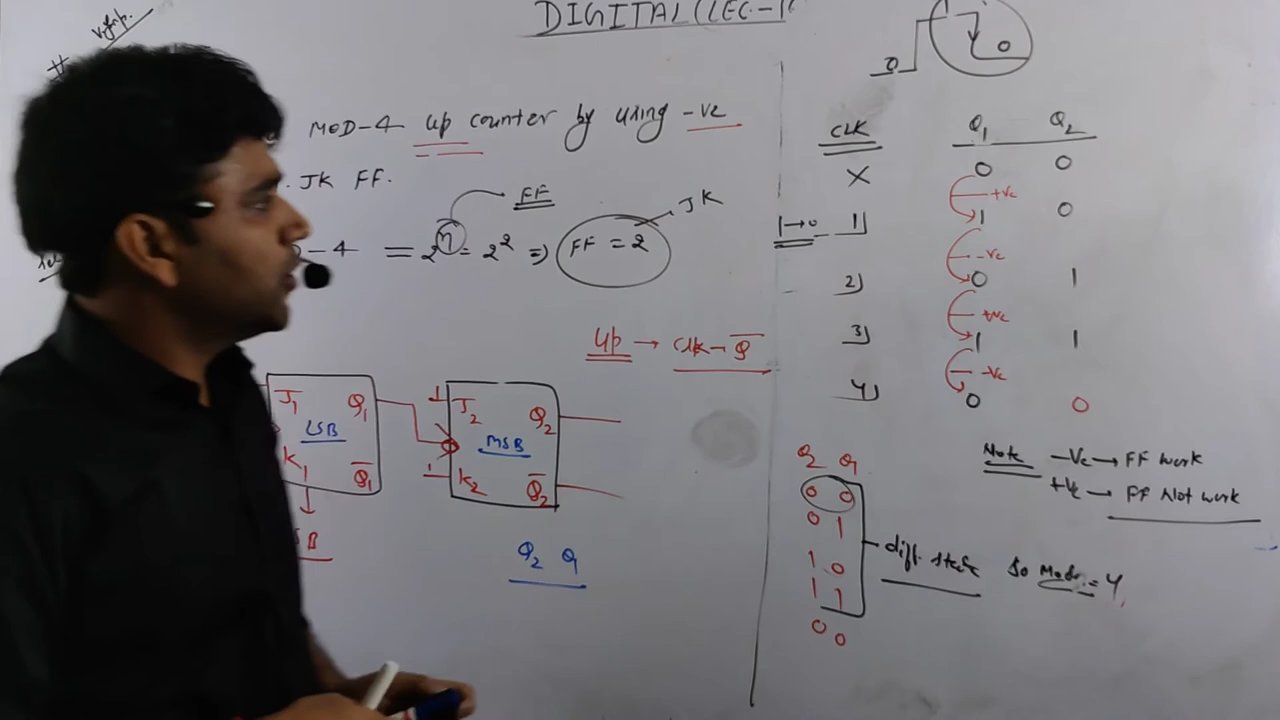 DIGITAL (LEC-1
MOD-4 up counter by using -ve
JK FF.
-4 = 2^n = 2^2 => FF = 2
FF
JK
up → Clk - Q̅
J1 Q1
LSB
K1 Q̅1
1 J2 Q2
MSB
1 K2 Q̅2
B
Q2 Q1
0 1 0
CLK Q1 Q2
X 0 0
+ve
1→0 1) 1 0
-ve
2) 0 1
+ve
3) 1 1
-ve
4) 0 0
Q2 Q1
0 0
0 1
1 0
1 1
0 0
diff. state So Mode = 4
Note -Ve → FF work
+Ve → FF Not work